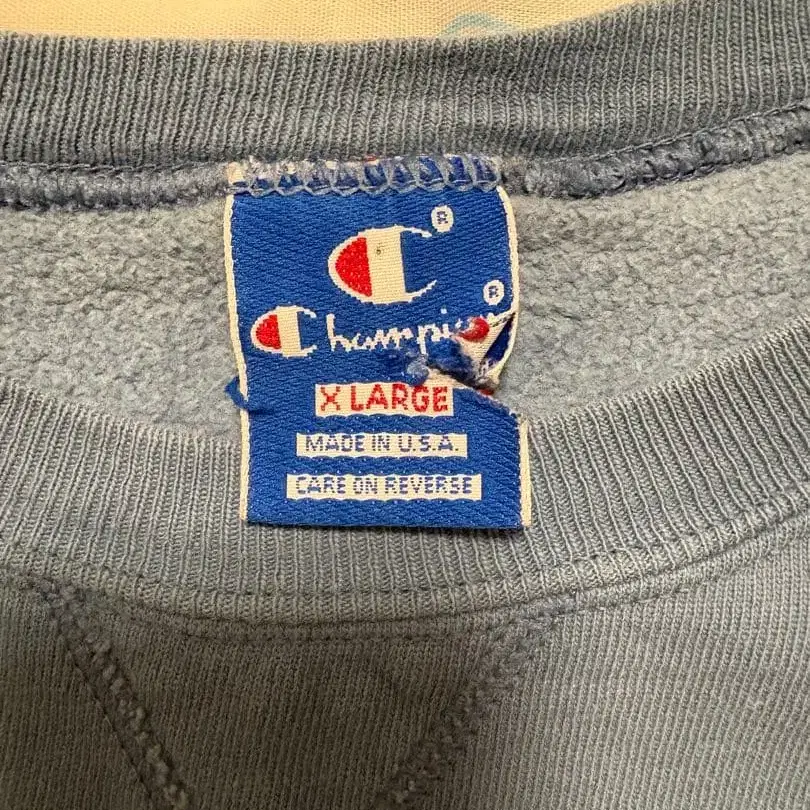 C®
Champion®
X LARGE
MADE IN U.S.A.
CARE ON REVERSE